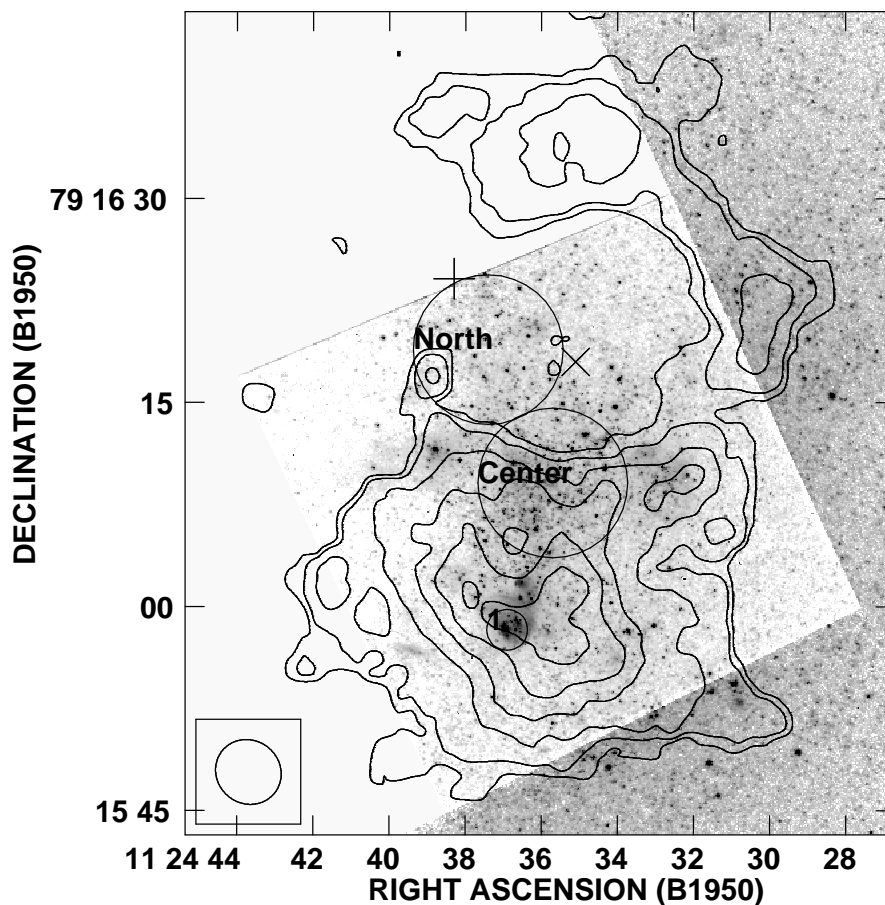 79 16 30
North
15
Center
00
1
15 45
11 24 44 42 40 38 36 34 32 30 28
RIGHT ASCENSION (B1950)
DECLINATION (B1950)